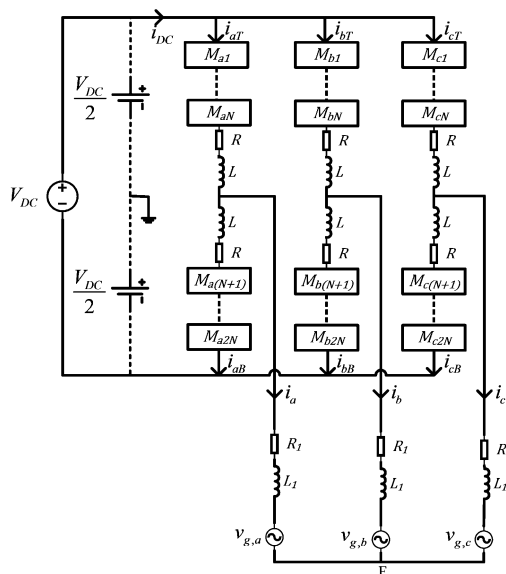 i_DC i_aT i_bT i_cT
M_a1 M_b1 M_c1
V_DC/2 + -
M_aN M_bN M_cN
R R R
L L L
V_DC + -
L L L
R R R
V_DC/2 + -
M_a(N+1) M_b(N+1) M_c(N+1)
M_a2N M_b2N M_c2N
i_aB i_bB i_cB
i_a i_b i_c
R_1 R_1 R
L_1 L_1 L_1
v_g,a v_g,b v_g,c